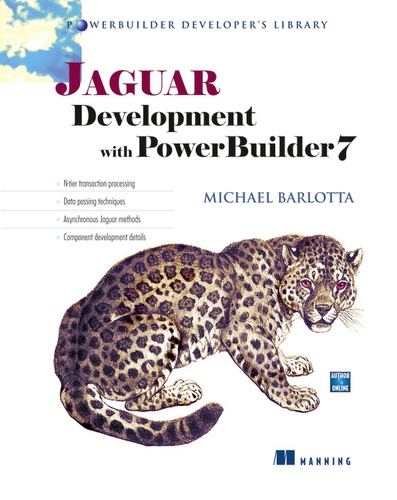 POWERBUILDER DEVELOPER'S LIBRARY
JAGUAR
Development
with PowerBuilder 7
N-tier transaction processing
Data passing techniques
Asynchronous Jaguar methods
Component development details
MICHAEL BARLOTTA
AUTHOR
ONLINE
MANNING